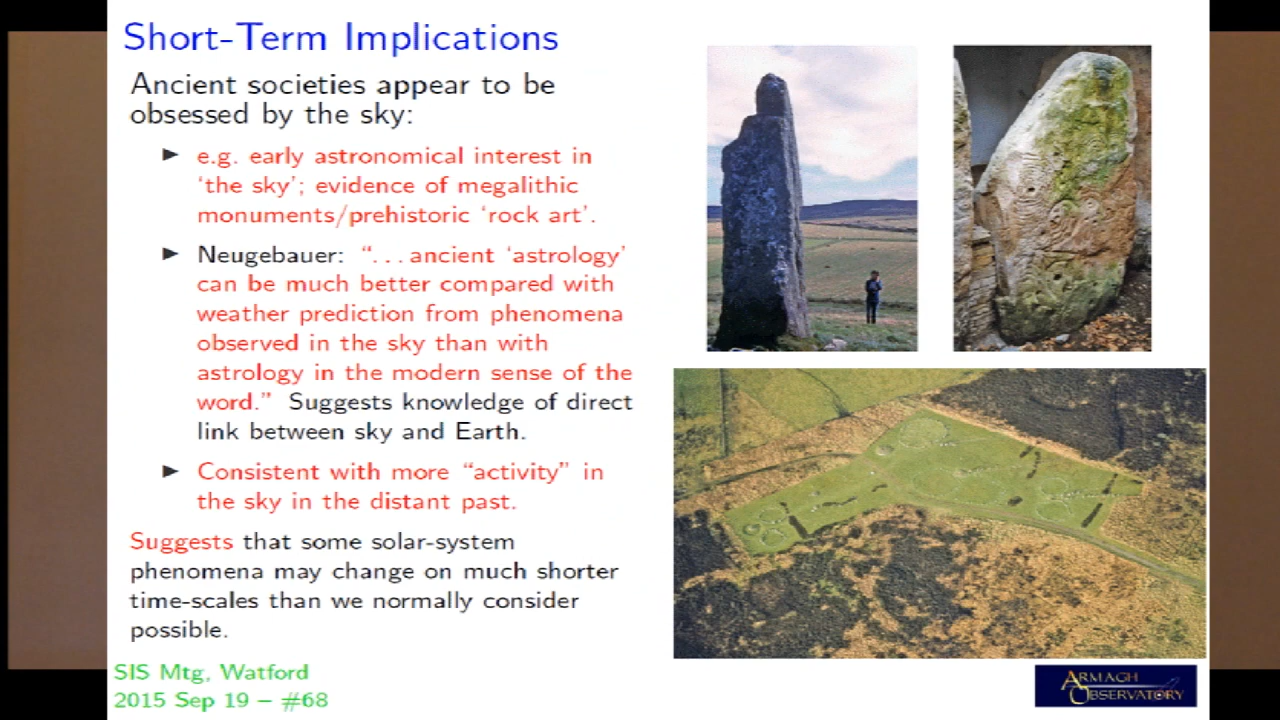 Short-Term Implications
Ancient societies appear to be
obsessed by the sky:
e.g. early astronomical interest in
‘the sky’; evidence of megalithic
monuments/prehistoric ‘rock art’.
Neugebauer: “...ancient ‘astrology’
can be much better compared with
weather prediction from phenomena
observed in the sky than with
astrology in the modern sense of the
word.” Suggests knowledge of direct
link between sky and Earth.
Consistent with more “activity” in
the sky in the distant past.
Suggests that some solar-system
phenomena may change on much shorter
time-scales than we normally consider
possible.
SIS Mtg, Watford
2015 Sep 19 – #68
ARMAGH
OBSERVATORY